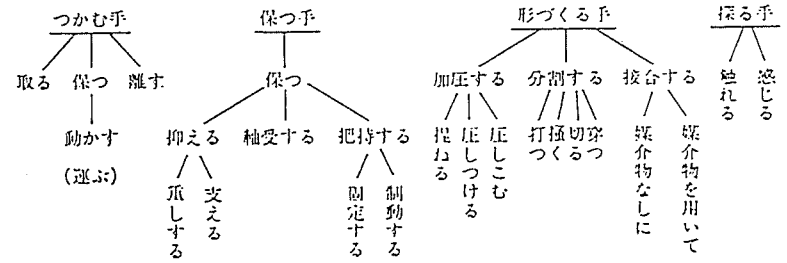 つかむ手
保つ手
形づくる手
探る手
取る
保つ
離す
動かす
(運ぶ)
保つ
抑える
軸受する
把持する
重しする
支える
固定する
制動する
加圧する
分割する
接合する
捏ねる
圧しつける
圧しこむ
打つ
掻く
切る
穿つ
媒介物なしに
媒介物を用いて
触れる
感じる